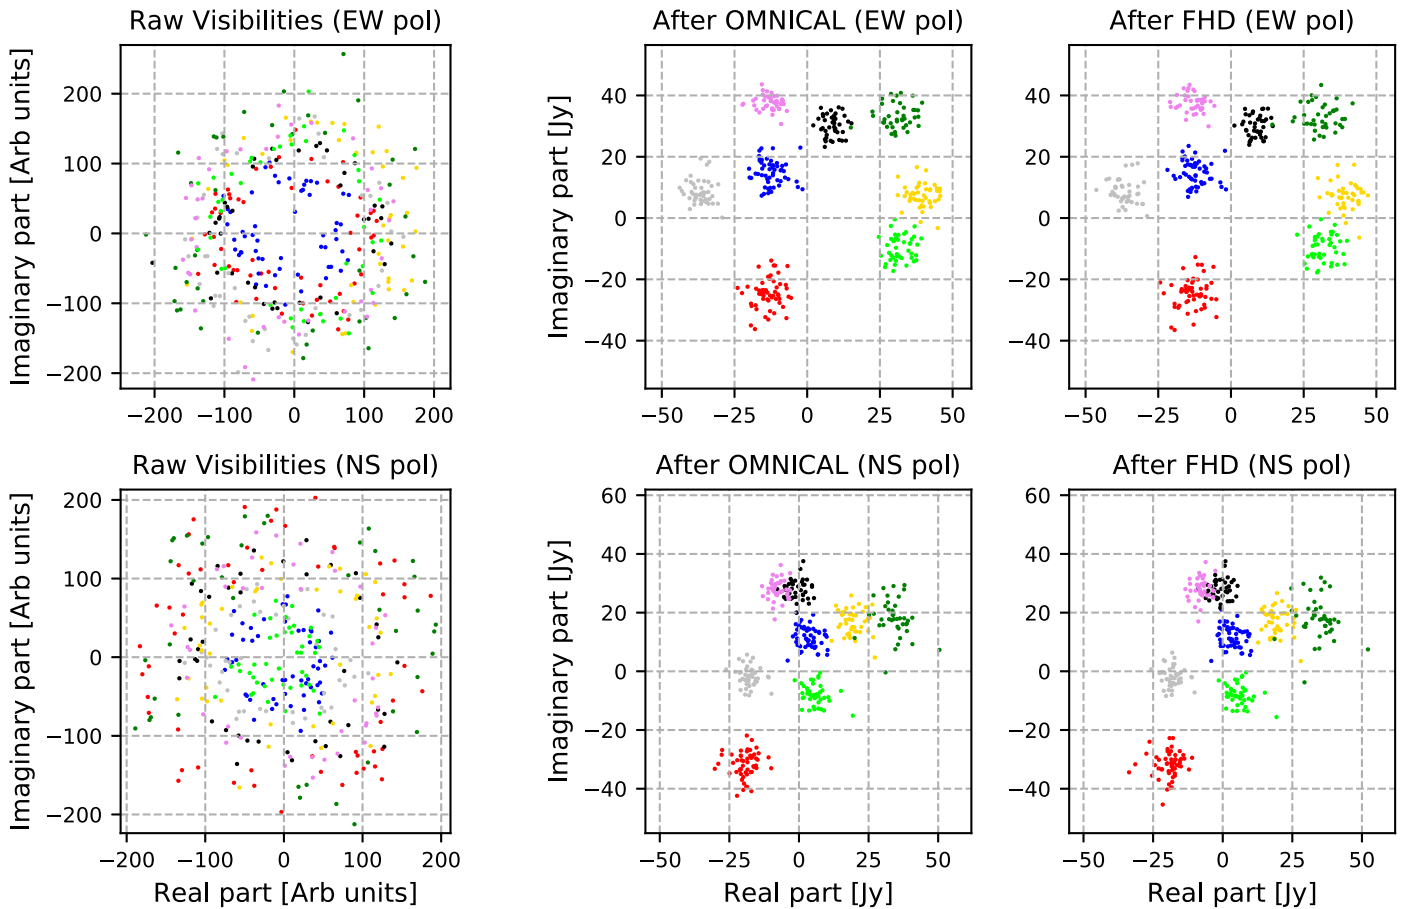 Raw Visibilities (EW pol)
After OMNICAL (EW pol)
After FHD (EW pol)
Imaginary part [Arb units]
200
100
0
−100
−200
−200 −100 0 100 200
Imaginary part [Jy]
40
20
0
−20
−40
−50 −25 0 25 50
40
20
0
−20
−40
−50 −25 0 25 50
Raw Visibilities (NS pol)
After OMNICAL (NS pol)
After FHD (NS pol)
Imaginary part [Arb units]
200
100
0
−100
−200
−200 −100 0 100 200
Real part [Arb units]
Imaginary part [Jy]
60
40
20
0
−20
−40
−50 −25 0 25 50
Real part [Jy]
60
40
20
0
−20
−40
−50 −25 0 25 50
Real part [Jy]